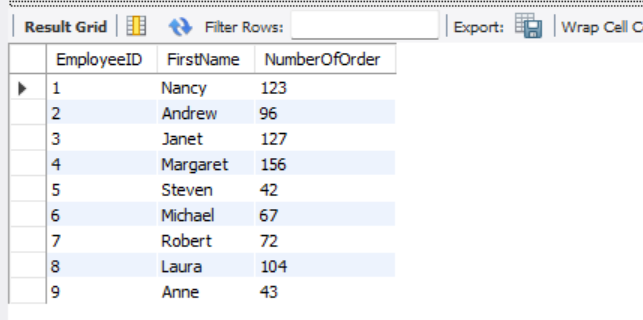 Result Grid Filter Rows: Export: Wrap Cell C
EmployeeID FirstName NumberOfOrder
1 Nancy 123
2 Andrew 96
3 Janet 127
4 Margaret 156
5 Steven 42
6 Michael 67
7 Robert 72
8 Laura 104
9 Anne 43